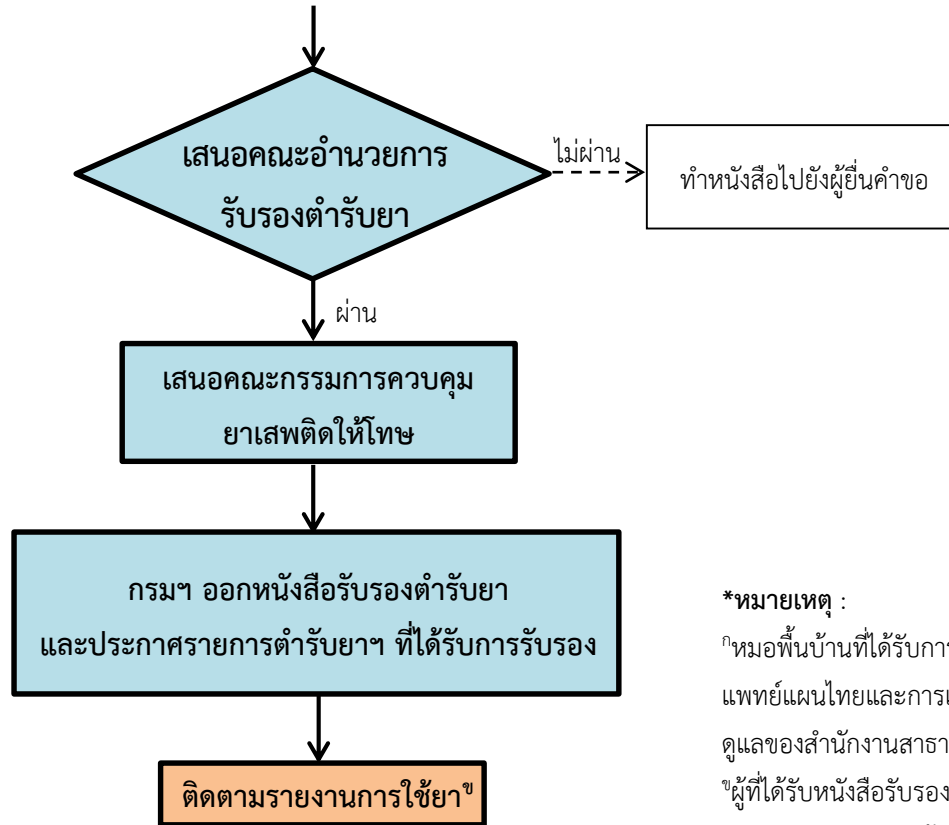 เสนอคณะอำนวยการ
รับรองตำรับยา
ไม่ผ่าน
ทำหนังสือไปยังผู้ยื่นคำขอ
ผ่าน
เสนอคณะกรรมการควบคุม
ยาเสพติดให้โทษ
กรมฯ ออกหนังสือรับรองตำรับยา
และประกาศรายการตำรับยาฯ ที่ได้รับการรับรอง
ติดตามรายงานการใช้ยาข
*หมายเหตุ :
กหมอพื้นบ้านที่ได้รับการ
แพทย์แผนไทยและการ
ดูแลของสำนักงานสาธา
ขผู้ที่ได้รับหนังสือรับรอง